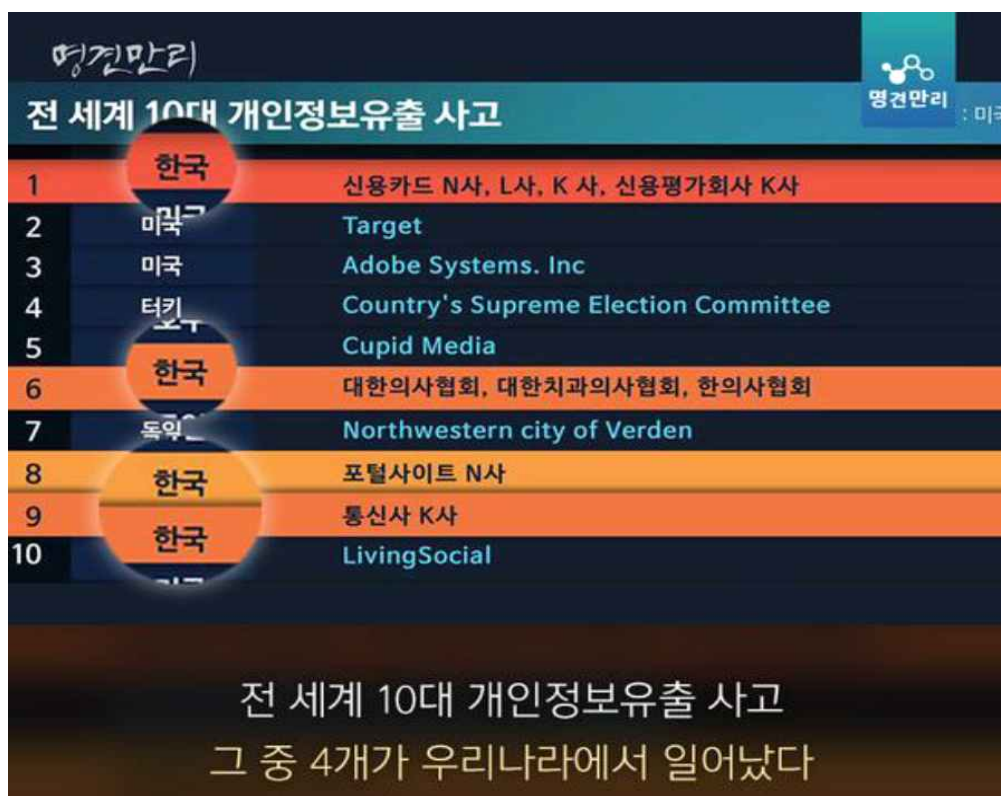 명견만리
명견만리
전 세계 10대 개인정보유출 사고
: 미국
1 한국 신용카드 N사, L사, K 사, 신용평가회사 K사
2 미국 Target
3 미국 Adobe Systems. Inc
4 터키 Country's Supreme Election Committee
5 Cupid Media
6 한국 대한의사협회, 대한치과의사협회, 한의사협회
7 독일 Northwestern city of Verden
8 한국 포털사이트 N사
9 한국 통신사 K사
10 LivingSocial
전 세계 10대 개인정보유출 사고
그 중 4개가 우리나라에서 일어났다